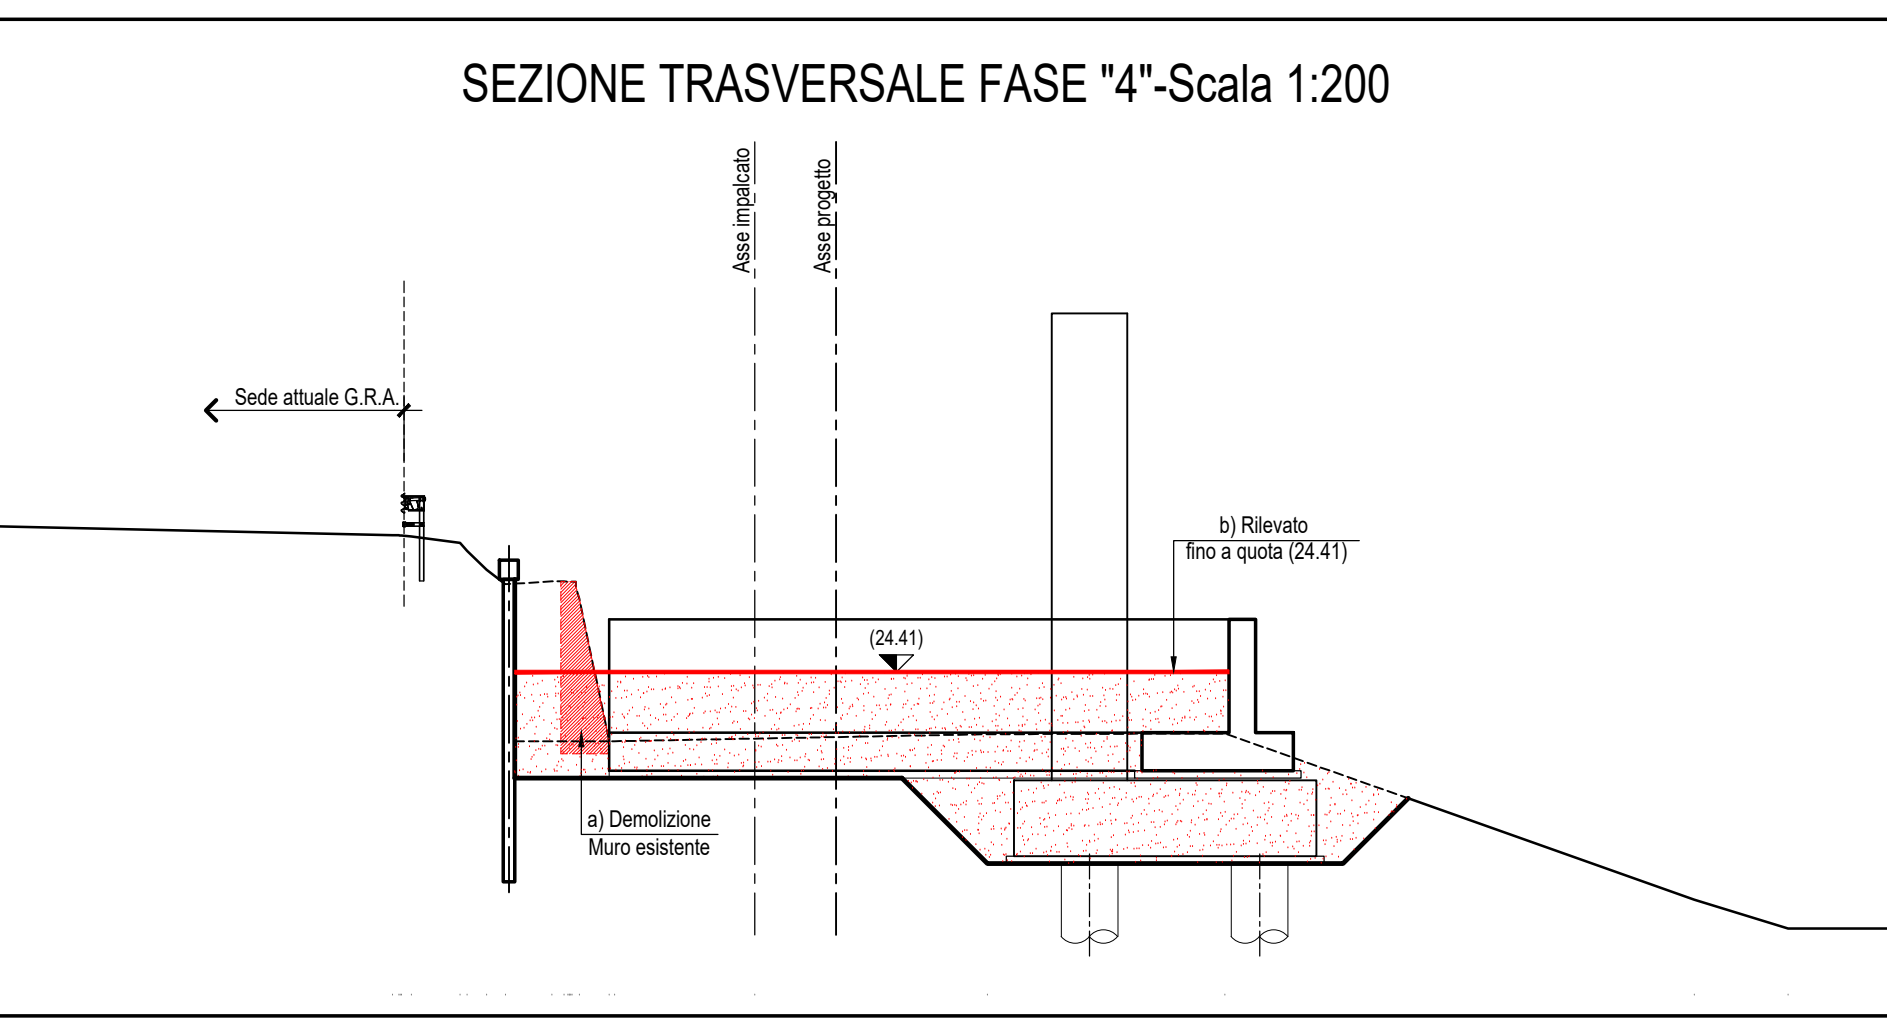 SEZIONE TRASVERSALE FASE "4"-Scala 1:200
Asse impalcato
Asse progetto
Sede attuale G.R.A.
b) Rilevato
fino a quota (24.41)
(24.41)
a) Demolizione
Muro esistente